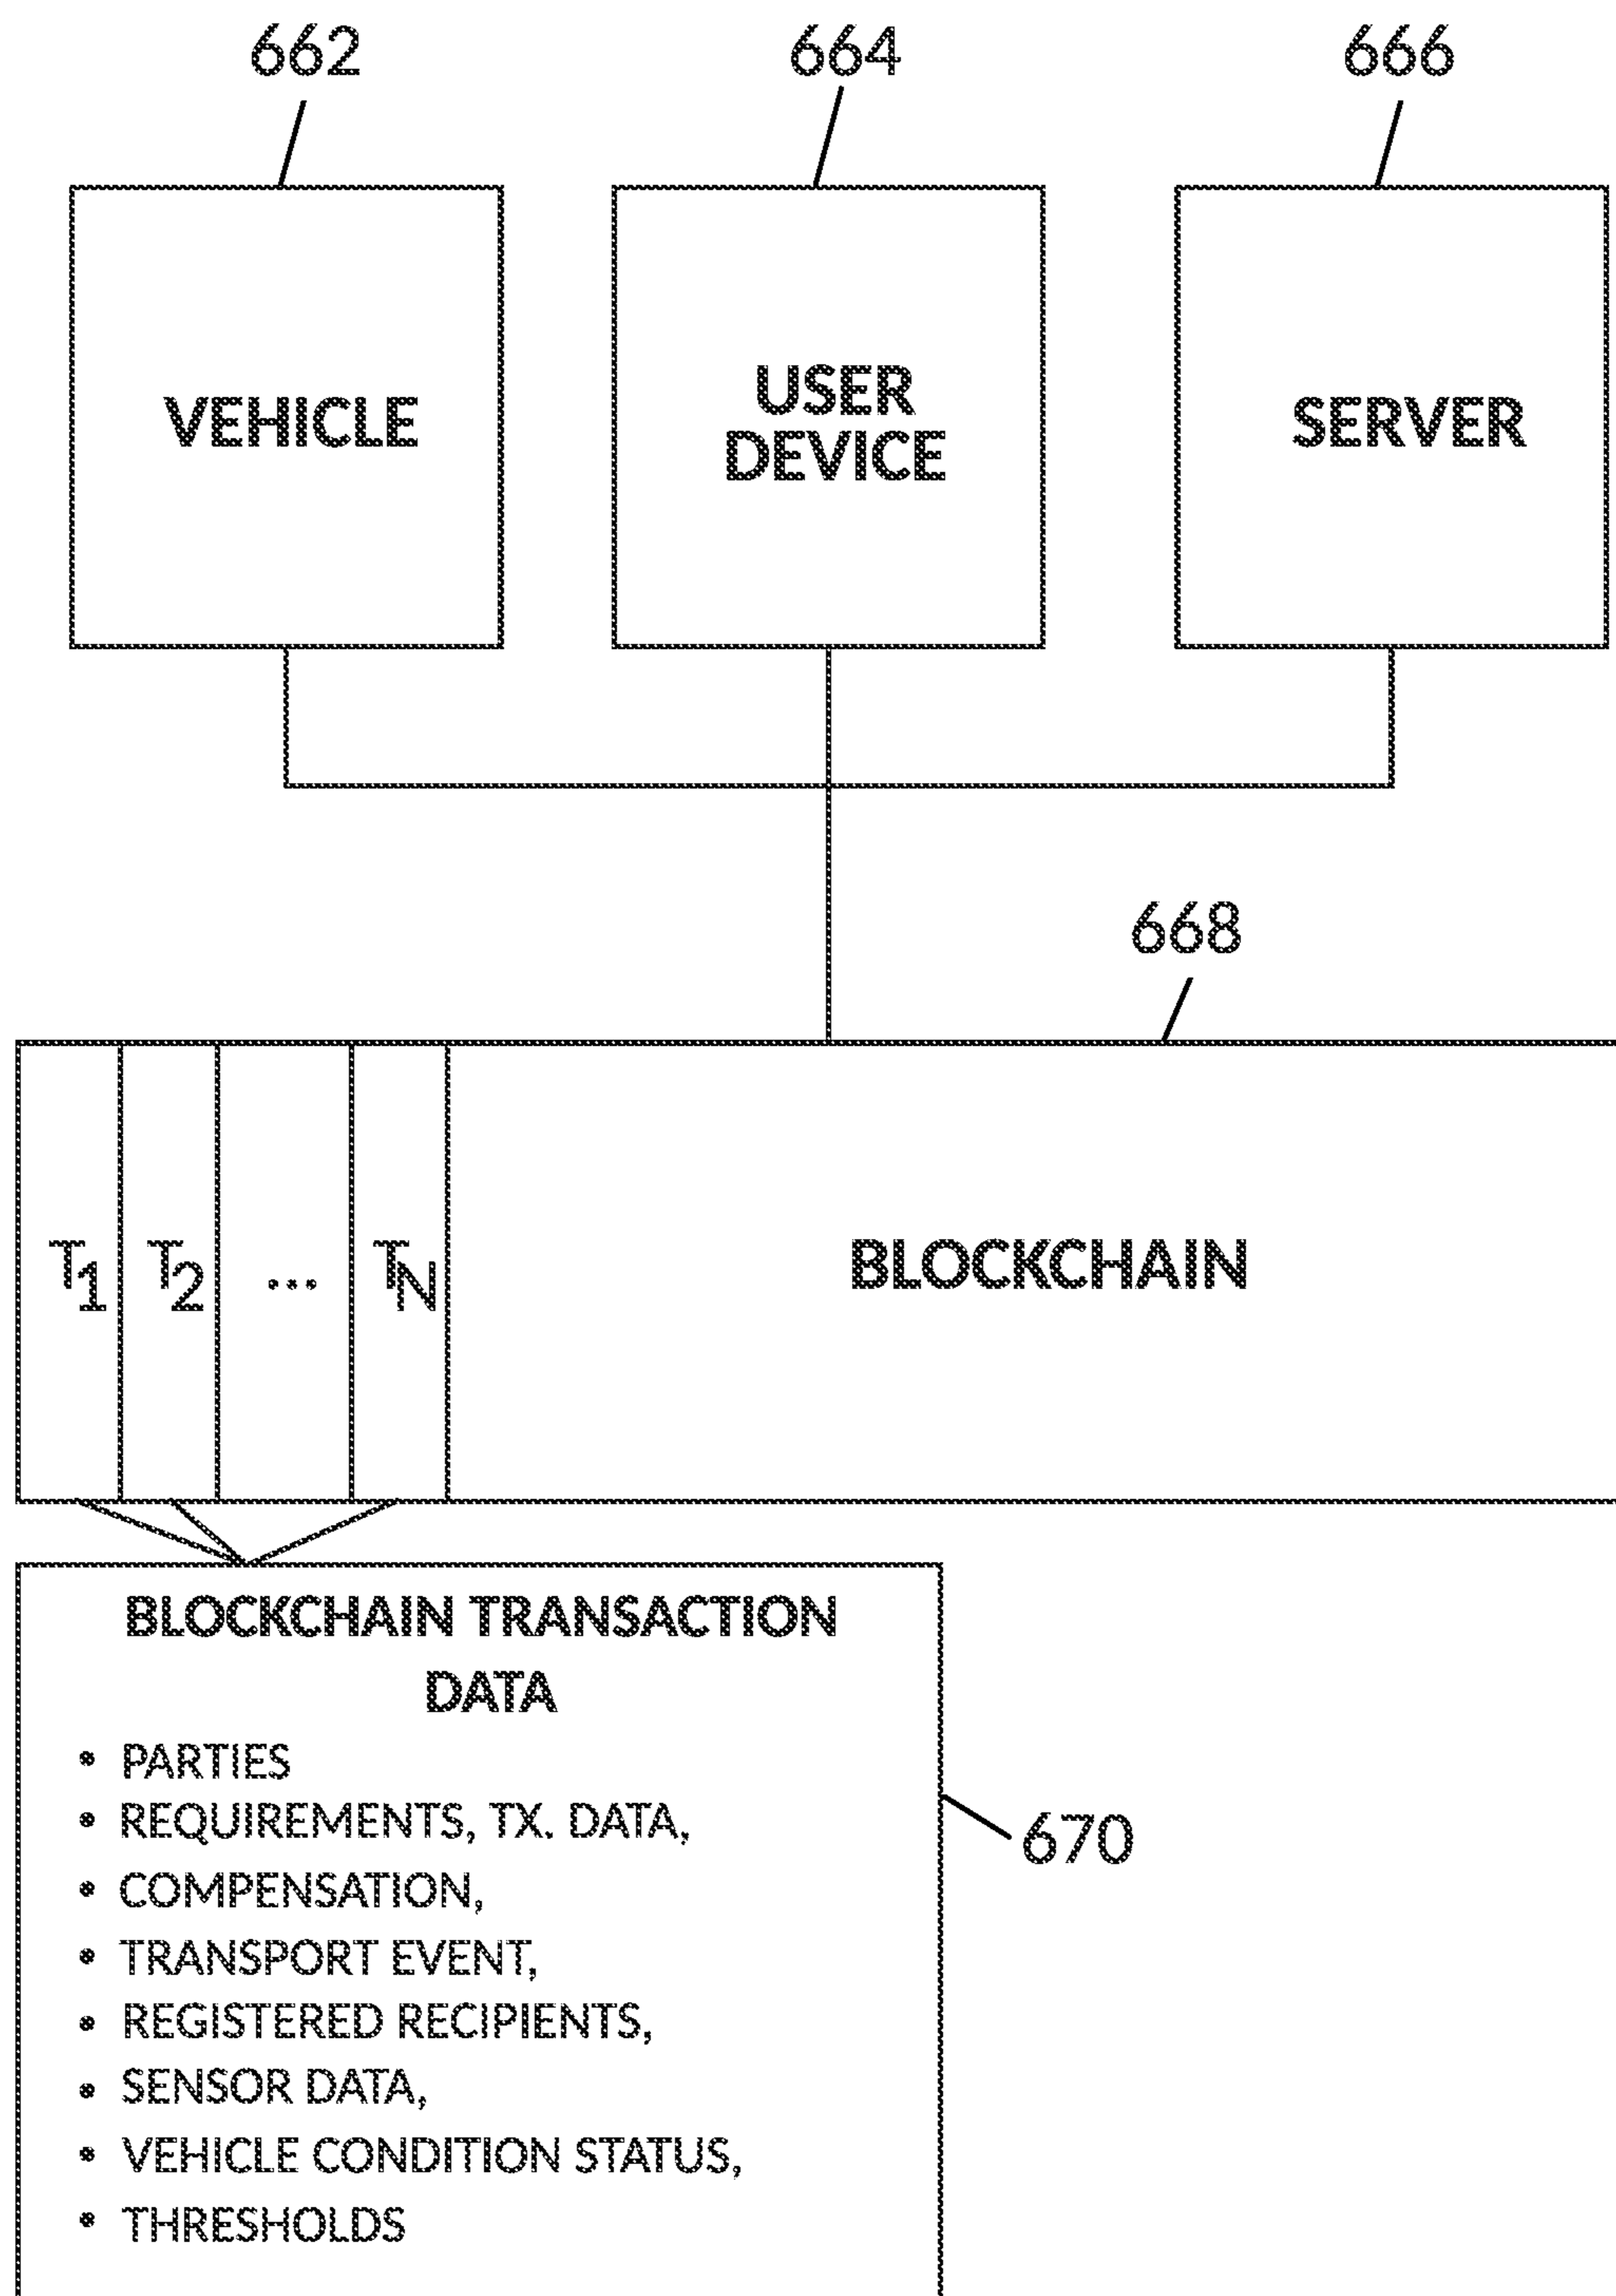 662 664 666
VEHICLE
USER
DEVICE
SERVER
668
T1 T2 ... TN
BLOCKCHAIN
BLOCKCHAIN TRANSACTION
DATA
• PARTIES
• REQUIREMENTS, TX. DATA,
• COMPENSATION,
• TRANSPORT EVENT,
• REGISTERED RECIPIENTS,
• SENSOR DATA,
• VEHICLE CONDITION STATUS,
• THRESHOLDS
670